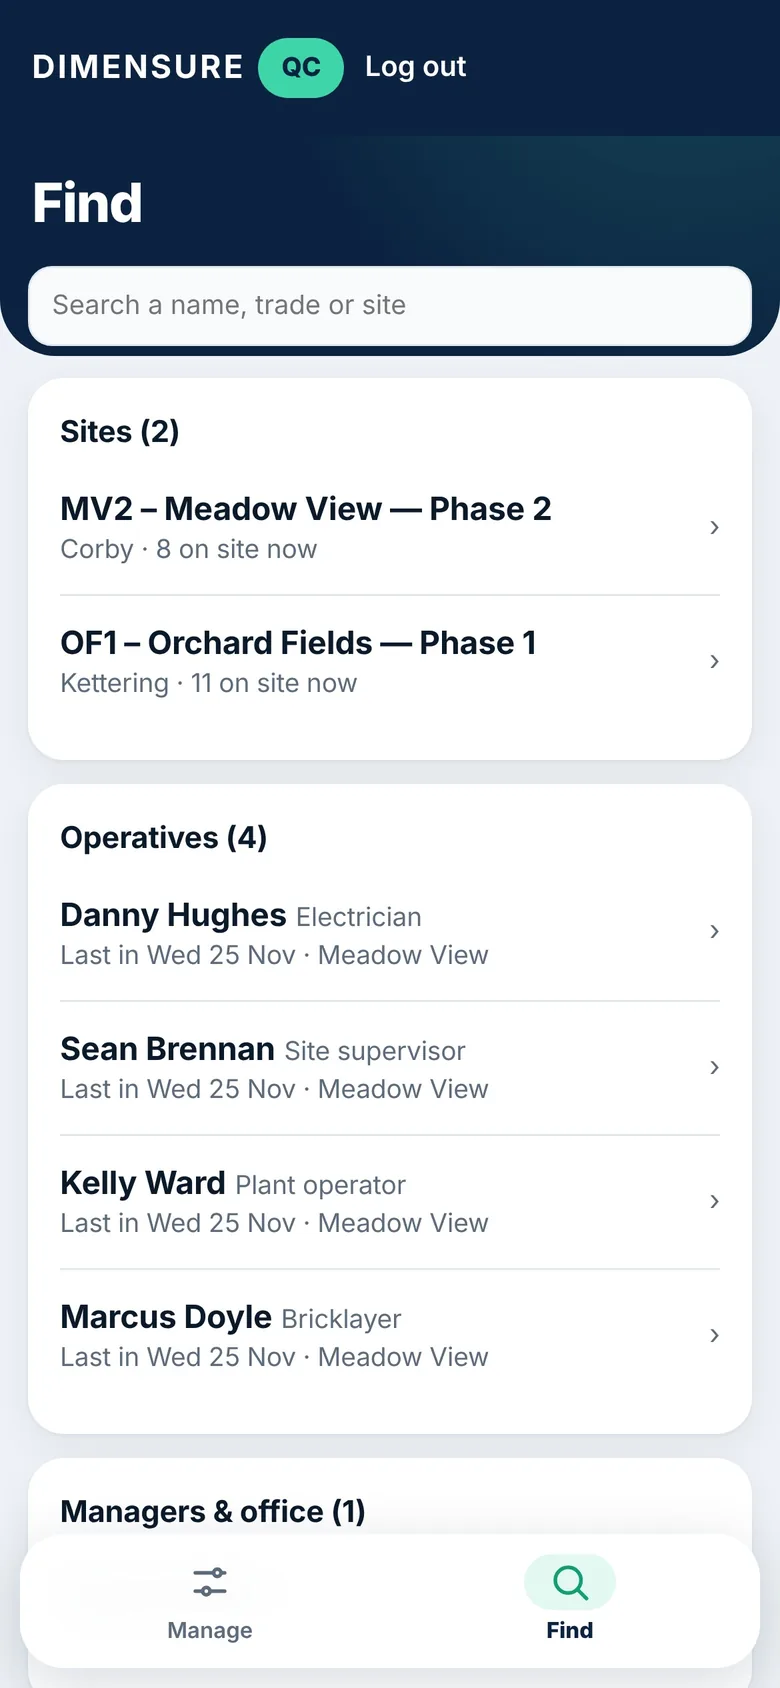 DIMENSURE QC Log out
Find
Search a name, trade or site
Sites (2)
MV2 – Meadow View — Phase 2
Corby · 8 on site now
›
OF1 – Orchard Fields — Phase 1
Kettering · 11 on site now
›
Operatives (4)
Danny Hughes Electrician
Last in Wed 25 Nov · Meadow View
›
Sean Brennan Site supervisor
Last in Wed 25 Nov · Meadow View
›
Kelly Ward Plant operator
Last in Wed 25 Nov · Meadow View
›
Marcus Doyle Bricklayer
Last in Wed 25 Nov · Meadow View
›
Managers & office (1)
Manage
Find